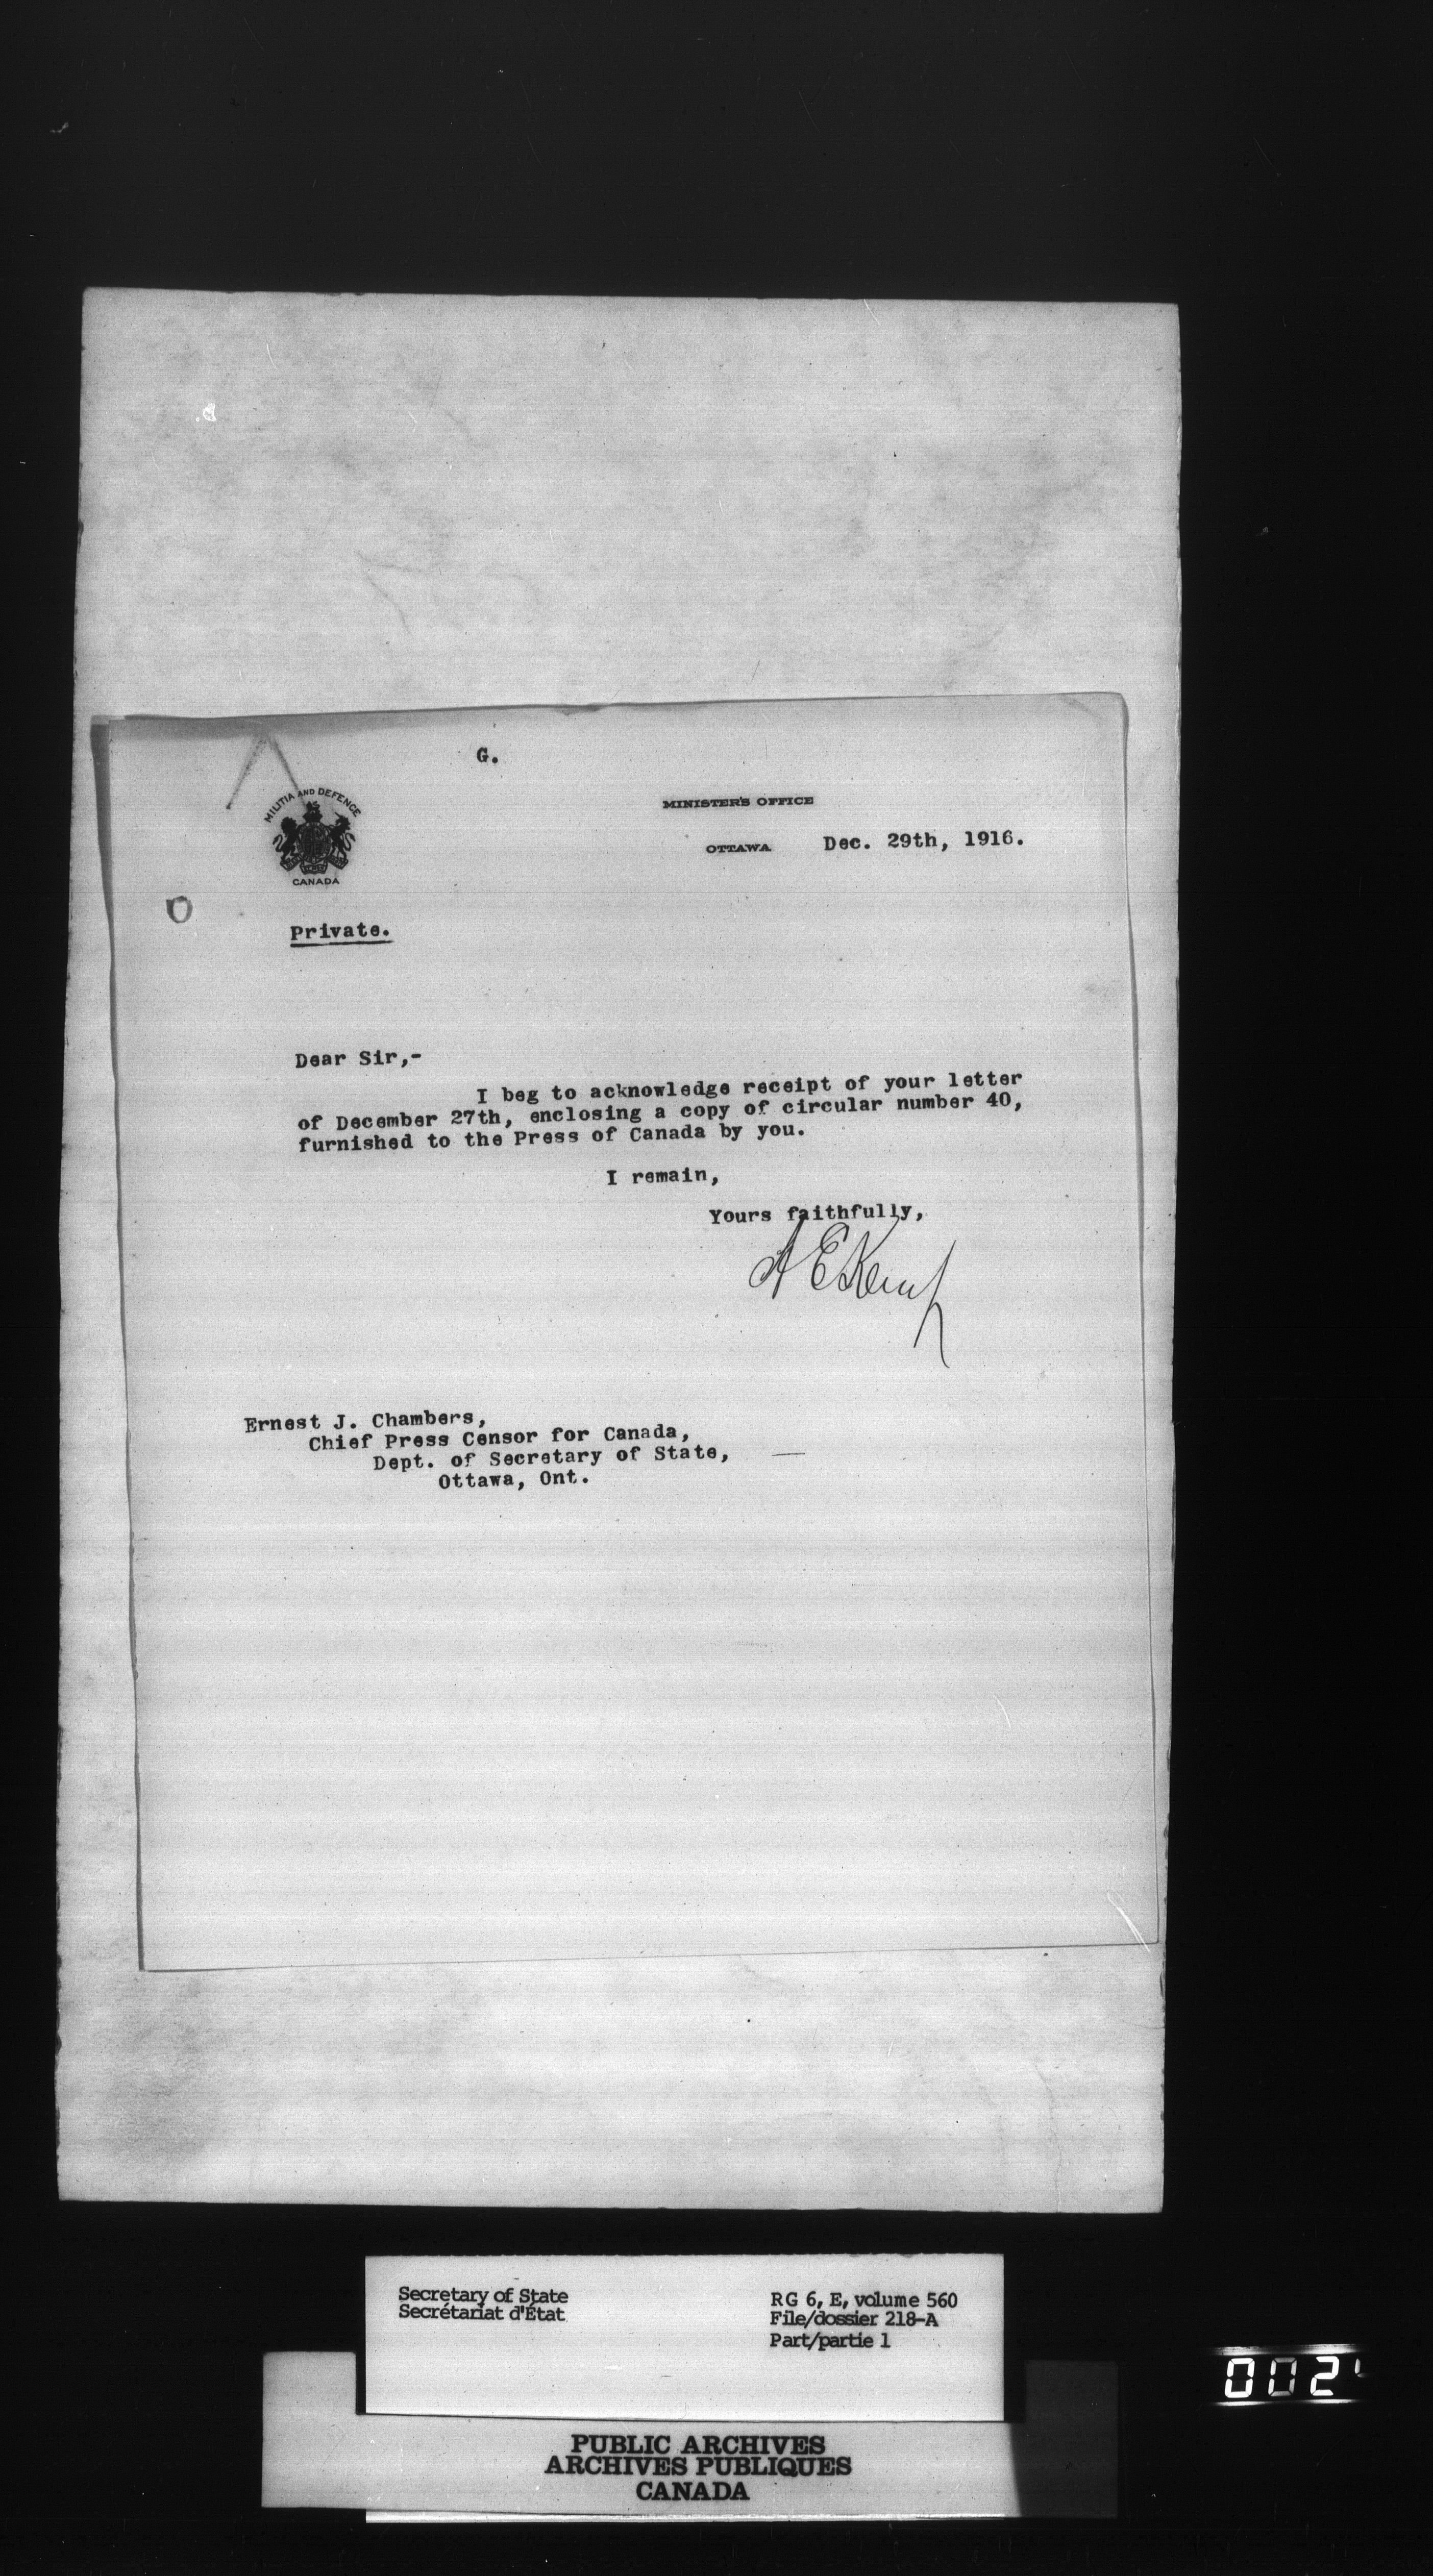 G.
MILITIA AND DEFENCE
CANADA
MINISTER'S OFFICE
OTTAWA Dec. 29th, 1916.
Private.
Dear Sir,-
I beg to acknowledge receipt of your letter
of December 27th, enclosing a copy of circular number 40,
furnished to the Press of Canada by you.
I remain,
Yours faithfully,
A E Kemp
Ernest J. Chambers,
Chief Press Censor for Canada,
Dept. of Secretary of State,
Ottawa, Ont.
Secretary of State
Secrétariat d'État
RG 6, E, volume 560
File/dossier 218-A
Part/partie 1
PUBLIC ARCHIVES
ARCHIVES PUBLIQUES
CANADA